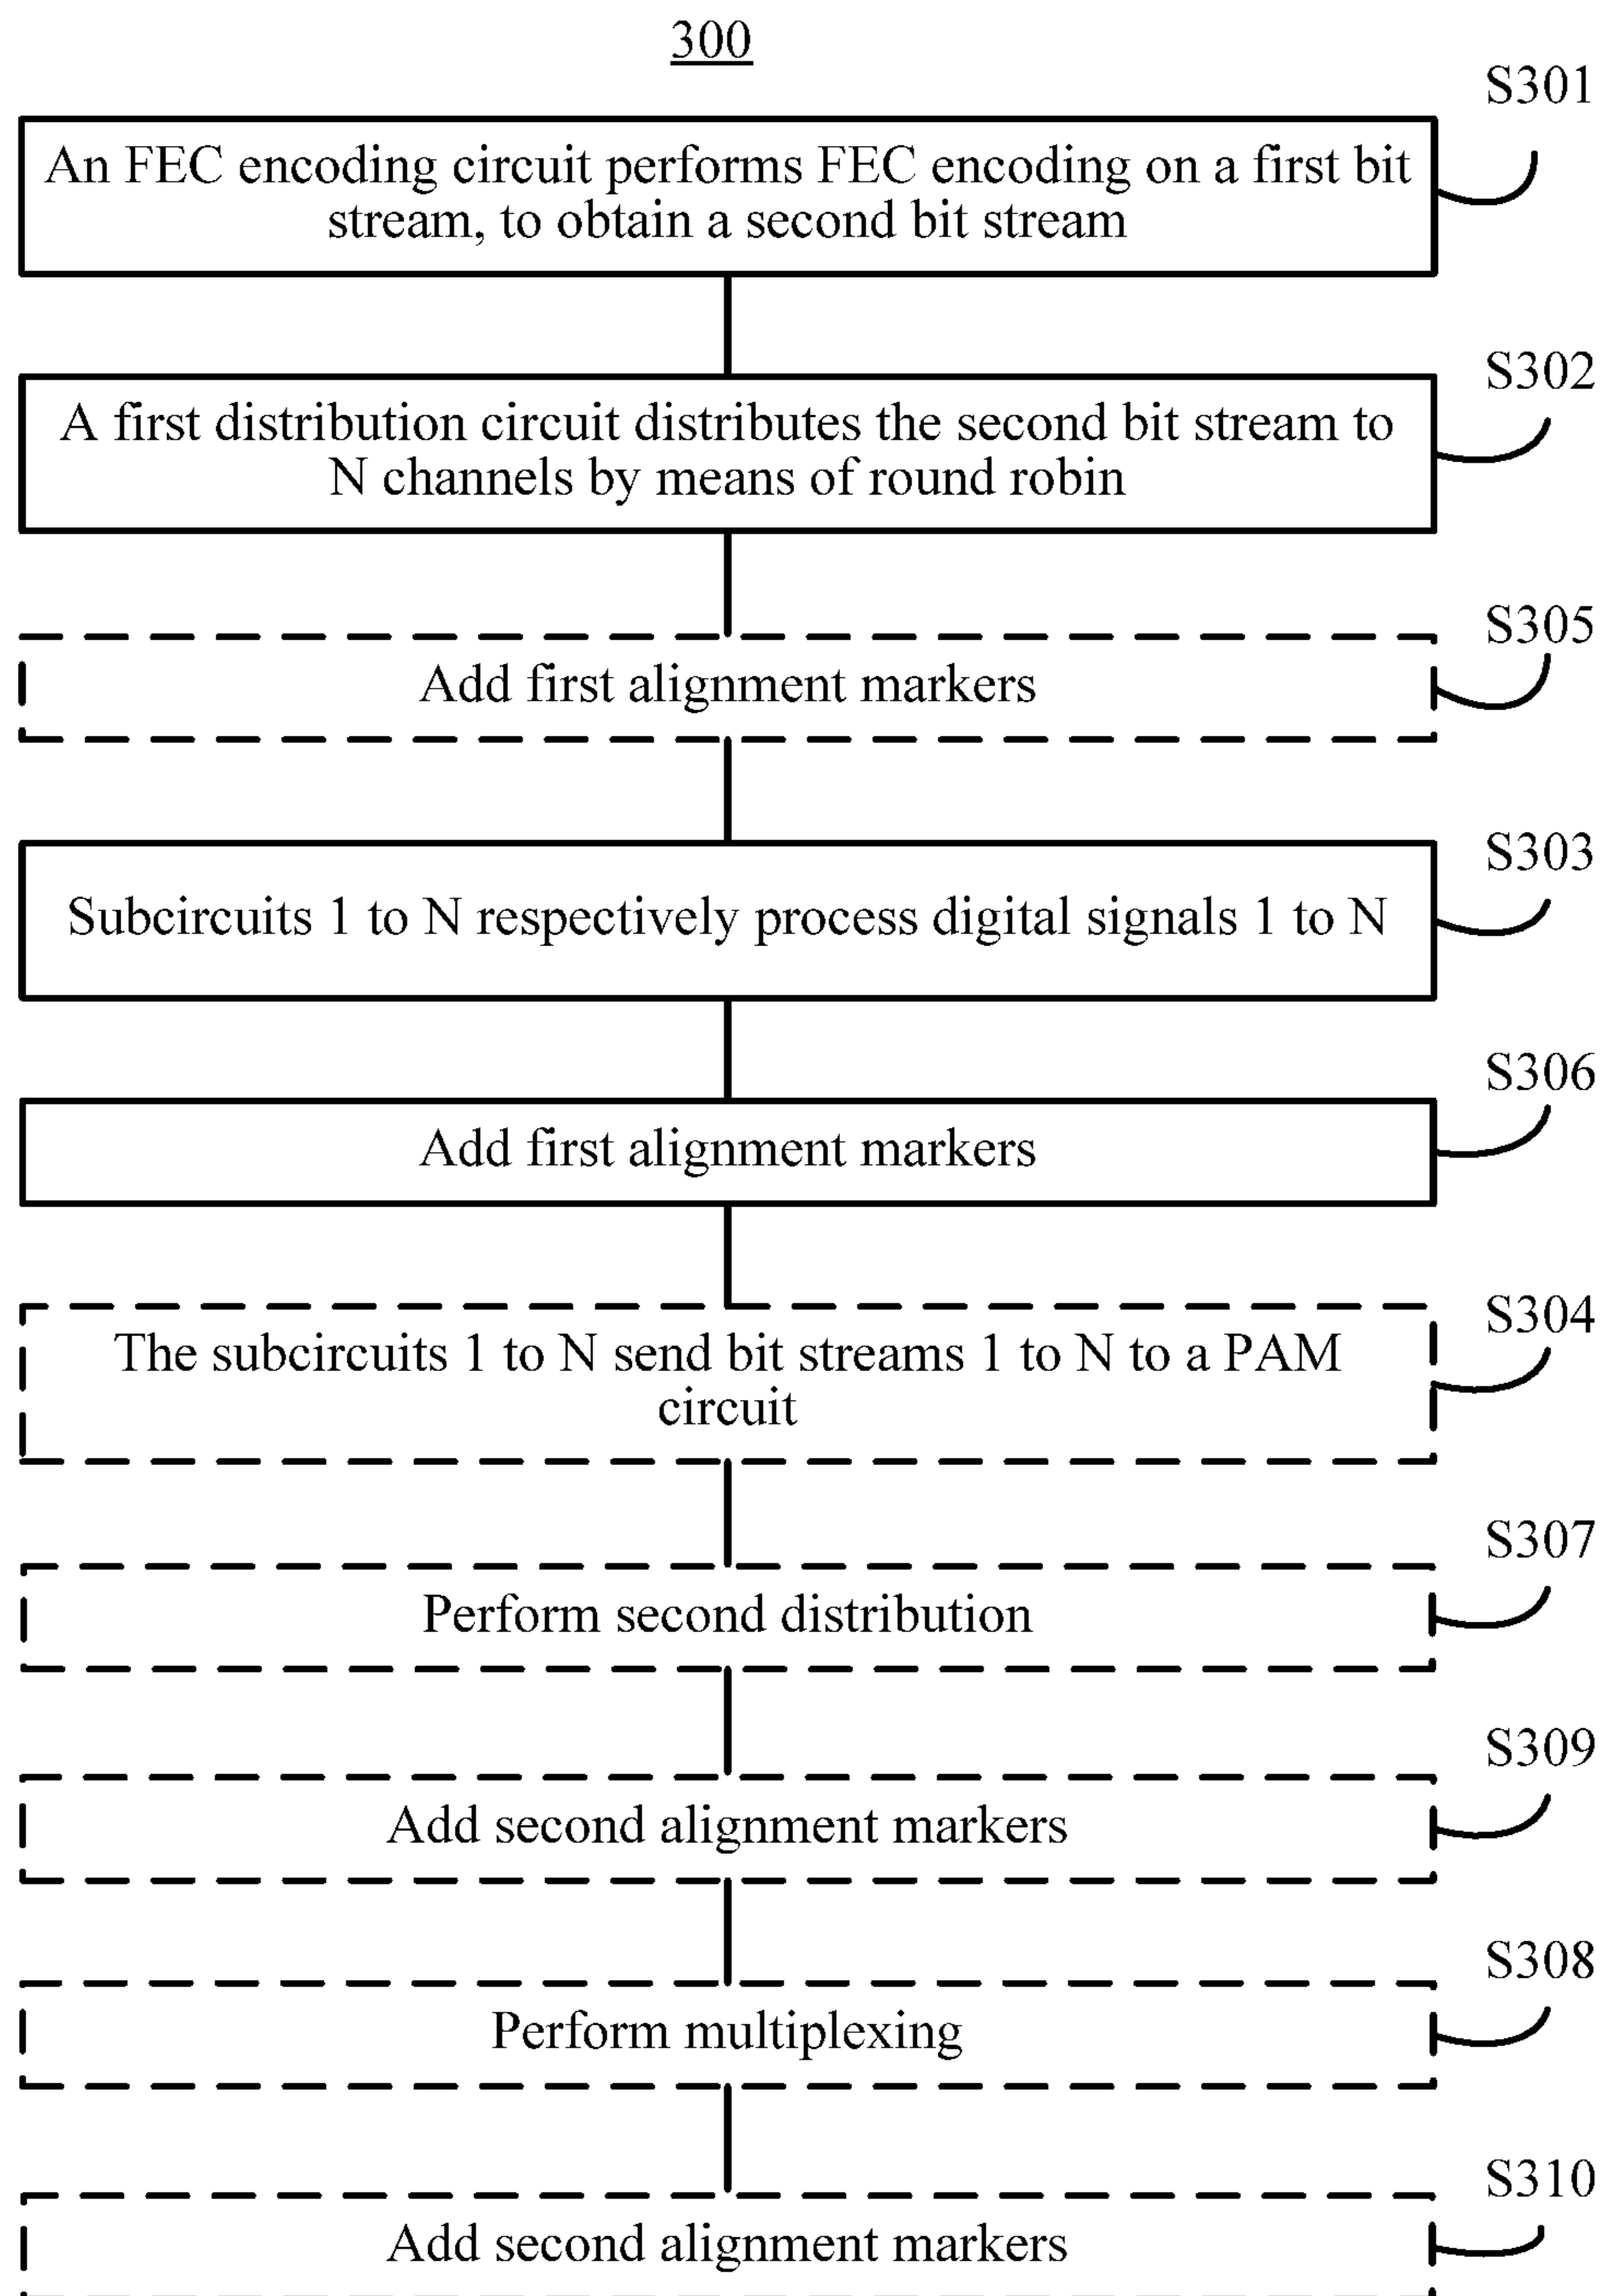 300
S301
An FEC encoding circuit performs FEC encoding on a first bit
stream, to obtain a second bit stream
S302
A first distribution circuit distributes the second bit stream to
N channels by means of round robin
S305
Add first alignment markers
S303
Subcircuits 1 to N respectively process digital signals 1 to N
S306
Add first alignment markers
S304
The subcircuits 1 to N send bit streams 1 to N to a PAM
circuit
S307
Perform second distribution
S309
Add second alignment markers
S308
Perform multiplexing
S310
Add second alignment markers